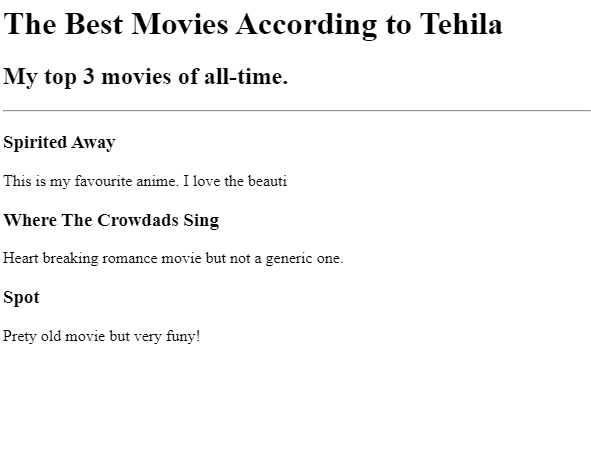 The Best Movies According to Tehila
My top 3 movies of all-time.
Spirited Away
This is my favourite anime. I love the beauti
Where The Crowdads Sing
Heart breaking romance movie but not a generic one.
Spot
Prety old movie but very funy!